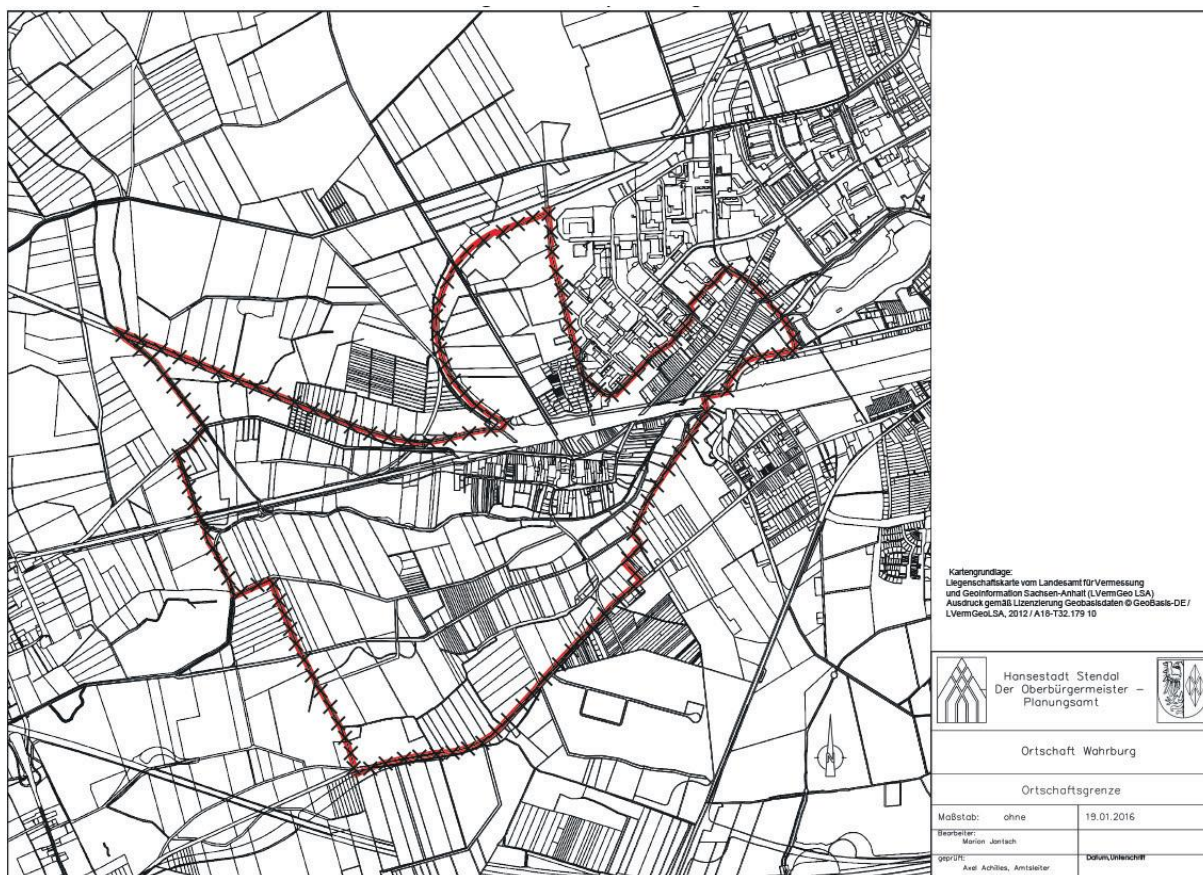 Kartengrundlage:
Liegenschaftskarte vom Landesamt für Vermessung
und Geoinformation Sachsen-Anhalt (LVermGeo LSA)
Ausdruck gemäß Lizenzierung Geobasisdaten © GeoBasis-DE /
LVermGeoLSA, 2012 / A18-T32.179 10
Hansestadt Stendal
Der Oberbürgermeister –
Planungsamt
Ortschaft Wahrburg
Ortschaftsgrenze
Maßstab: ohne 19.01.2016
Bearbeiter:
Marion Jantsch
geprüft: Datum,Unterschrift
Axel Achilles, Amtsleiter